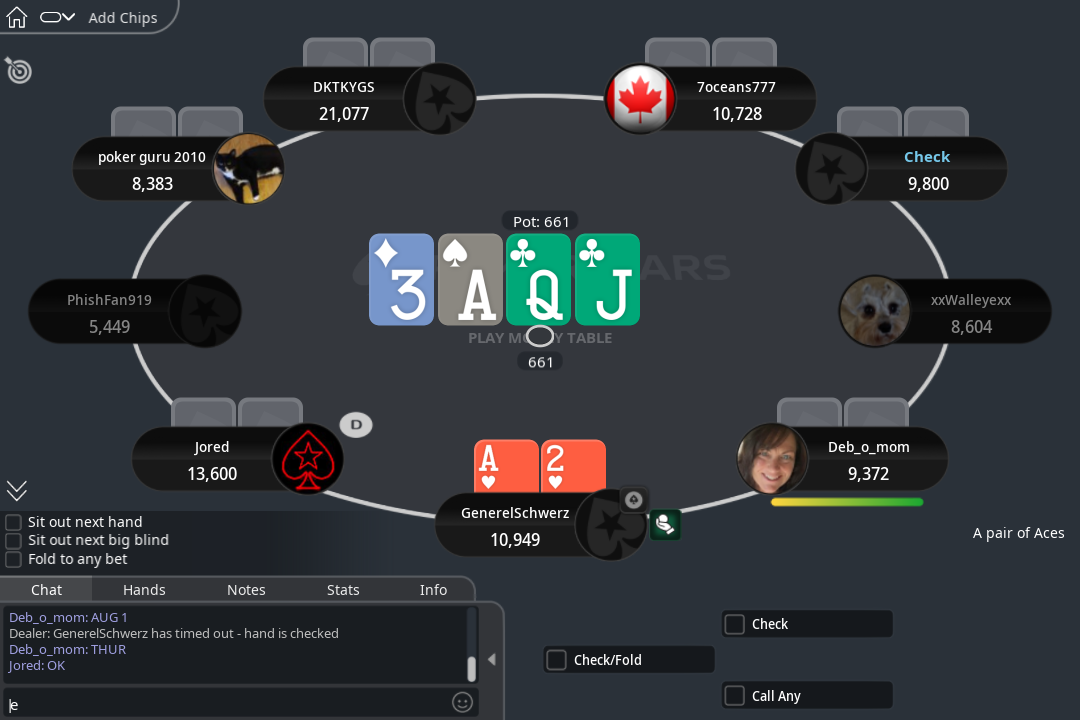 Add Chips
DKTKYGS
21,077
7oceans777
10,728
poker guru 2010
8,383
Check
9,800
Pot: 661
3 A Q J
ARS
PLAY MONEY TABLE
661
PhishFan919
5,449
xxWalleyexx
8,604
Jored
13,600
D
A 2
Deb_o_mom
9,372
GenerelSchwerz
10,949
A pair of Aces
Sit out next hand
Sit out next big blind
Fold to any bet
Chat Hands Notes Stats Info
Deb_o_mom: AUG 1
Dealer: GenerelSchwerz has timed out - hand is checked
Deb_o_mom: THUR
Jored: OK
e
Check
Check/Fold
Call Any